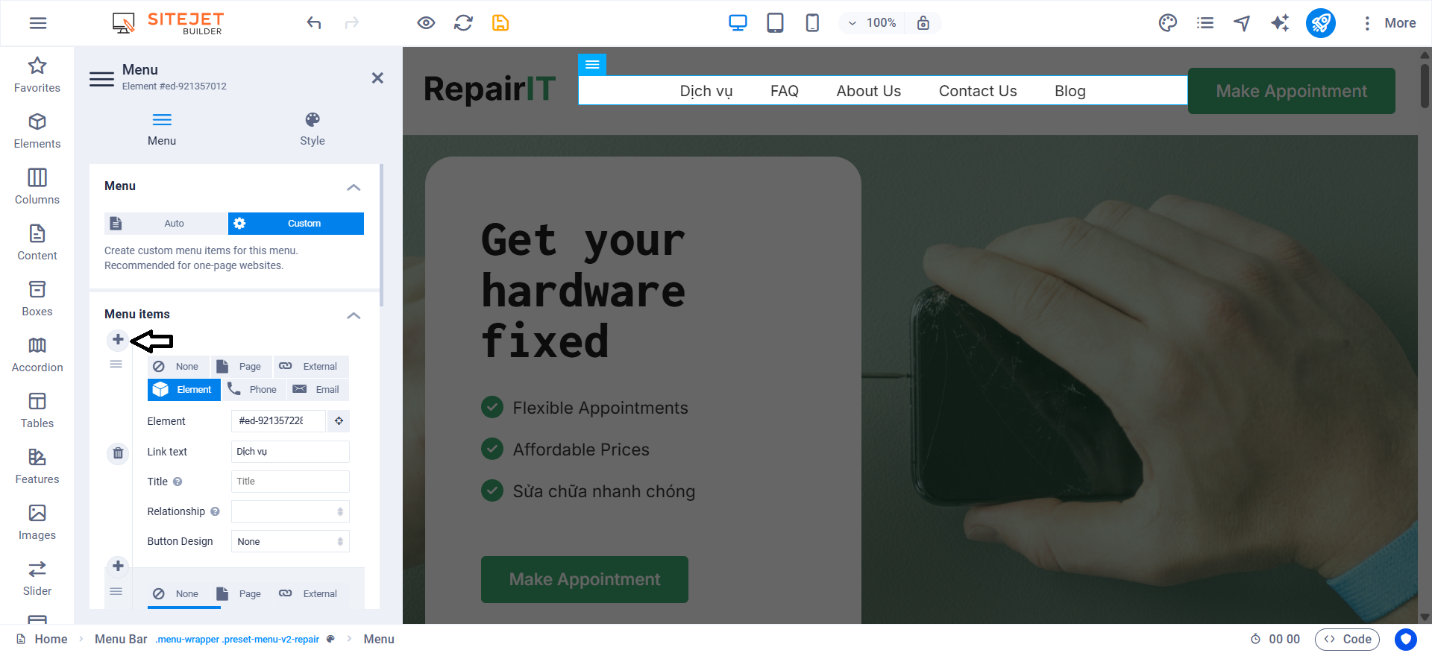 SITEJET
BUILDER
100%
More
Favorites
Elements
Columns
Content
Boxes
Accordion
Tables
Features
Images
Slider
Menu
Element #ed-921357012
Menu
Style
Menu
Auto
Custom
Create custom menu items for this menu.
Recommended for one-page websites.
Menu items
None
Page
External
Element
Phone
Email
Element
#ed-921357228
Link text
Dịch vụ
Title
Title
Relationship
Button Design
None
None
Page
External
RepairIT
Dịch vụ
FAQ
About Us
Contact Us
Blog
Make Appointment
Get your
hardware
fixed
Flexible Appointments
Affordable Prices
Sửa chữa nhanh chóng
Make Appointment
Home
Menu Bar
.menu-wrapper .preset-menu-v2-repair
Menu
00 00
Code